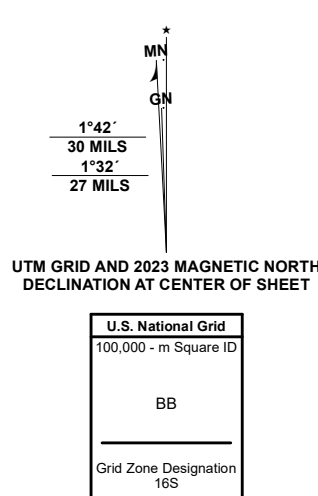 ★
MN
GN
1°42´
30 MILS
1°32´
27 MILS
UTM GRID AND 2023 MAGNETIC NORTH
DECLINATION AT CENTER OF SHEET
U.S. National Grid
100,000 - m Square ID
BB
Grid Zone Designation
16S